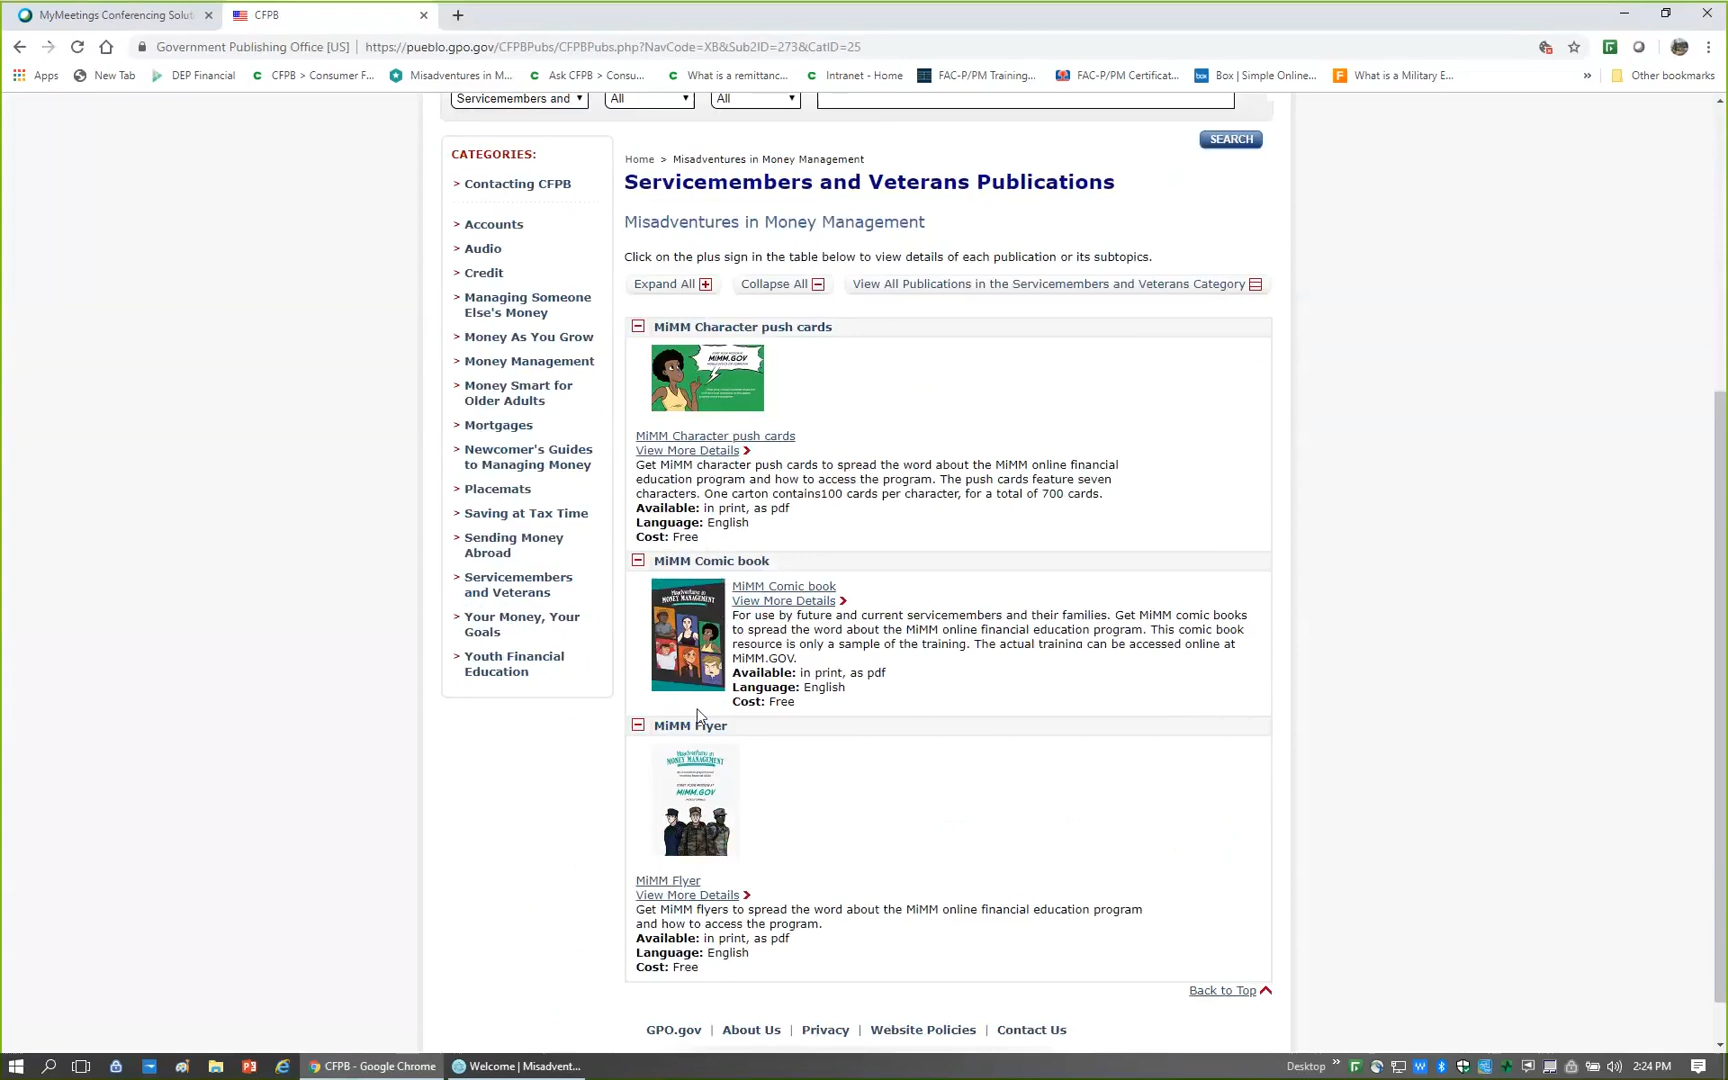 MyMeetings Conferencing Solut
CFPB
Government Publishing Office [US] | https://pueblo.gpo.gov/CFPBPubs/CFPBPubs.php?NavCode=XB&Sub2ID=273&CatID=25
Apps New Tab DEP Financial CFPB > Consumer F... Misadventures in M... Ask CFPB > Consu... What is a remittanc... Intranet - Home FAC-P/PM Training... FAC-P/PM Certificat... Box | Simple Online... What is a Military E... » Other bookmarks
Servicemembers and All All
SEARCH
CATEGORIES:
> Contacting CFPB
> Accounts
> Audio
> Credit
> Managing Someone
Else's Money
> Money As You Grow
> Money Management
> Money Smart for
Older Adults
> Mortgages
> Newcomer's Guides
to Managing Money
> Placemats
> Saving at Tax Time
> Sending Money
Abroad
> Servicemembers
and Veterans
> Your Money, Your
Goals
> Youth Financial
Education
Home > Misadventures in Money Management
Servicemembers and Veterans Publications
Misadventures in Money Management
Click on the plus sign in the table below to view details of each publication or its subtopics.
Expand All Collapse All View All Publications in the Servicemembers and Veterans Category
MiMM Character push cards
MiMM.GOV
MiMM Character push cards
View More Details
Get MiMM character push cards to spread the word about the MiMM online financial
education program and how to access the program. The push cards feature seven
characters. One carton contains100 cards per character, for a total of 700 cards.
Available: in print, as pdf
Language: English
Cost: Free
MiMM Comic book
Misadventures in
MONEY MANAGEMENT
MiMM Comic book
View More Details
For use by future and current servicemembers and their families. Get MiMM comic books
to spread the word about the MiMM online financial education program. This comic book
resource is only a sample of the training. The actual training can be accessed online at
MiMM.GOV.
Available: in print, as pdf
Language: English
Cost: Free
MiMM Flyer
Misadventures in
MONEY MANAGEMENT
START YOUR MISSION AT
MiMM.GOV
MiMM Flyer
View More Details
Get MiMM flyers to spread the word about the MiMM online financial education program
and how to access the program.
Available: in print, as pdf
Language: English
Cost: Free
Back to Top
GPO.gov | About Us | Privacy | Website Policies | Contact Us
CFPB - Google Chrome Welcome | Misadvent... Desktop » 2:24 PM